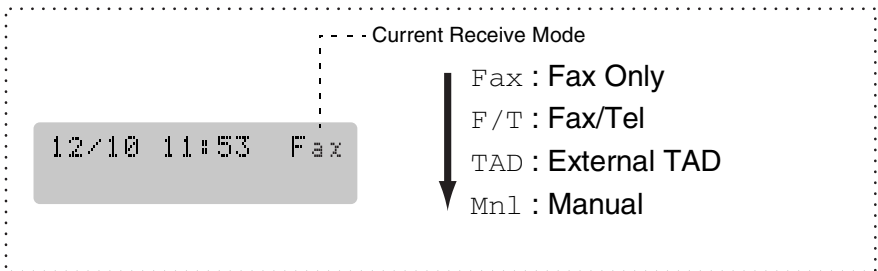 Current Receive Mode
12/10 11:53 Fax
Fax : Fax Only
F/T : Fax/Tel
TAD : External TAD
Mnl : Manual